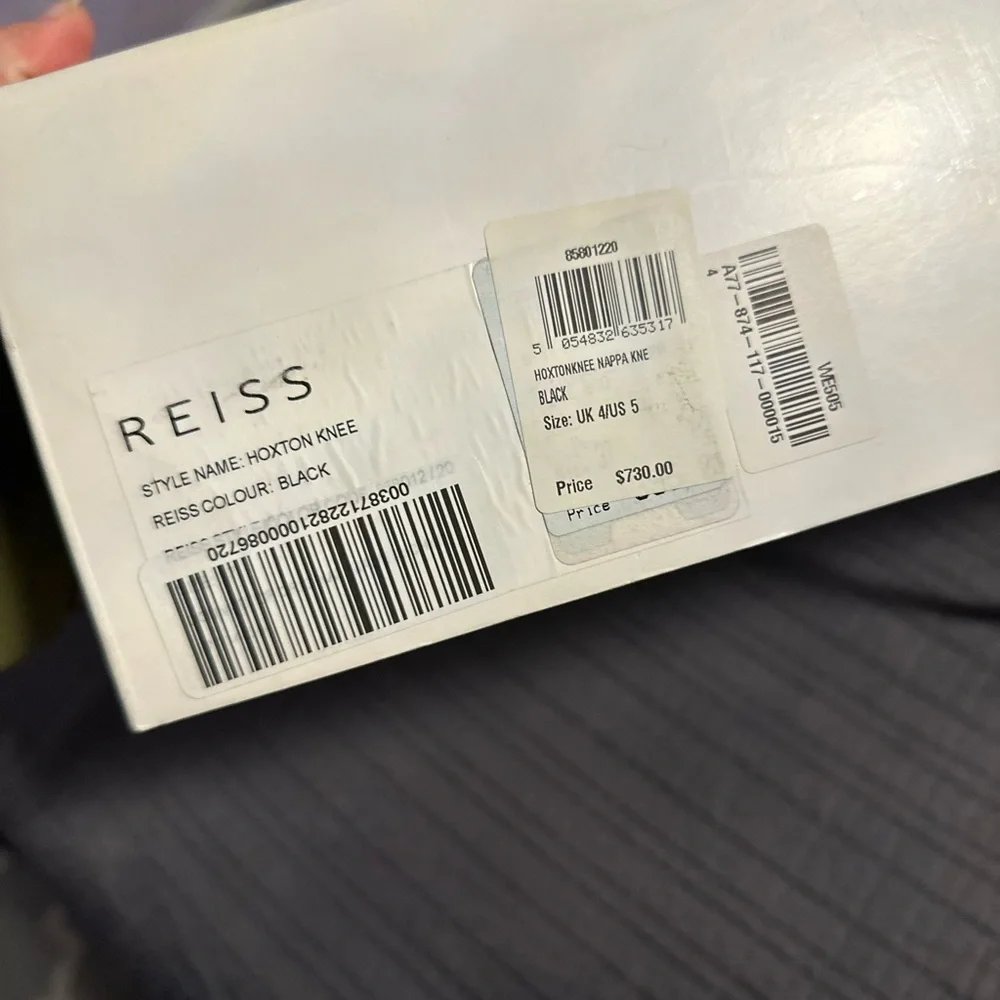 REISS
STYLE NAME: HOXTON KNEE
REISS COLOUR: BLACK
00387122821000086720
85801220
5 054832 635317
HOXTONKNEE NAPPA KNE
BLACK
Size: UK 4/US 5
Price $730.00
Price
A77-874-117-000015
4
WE505